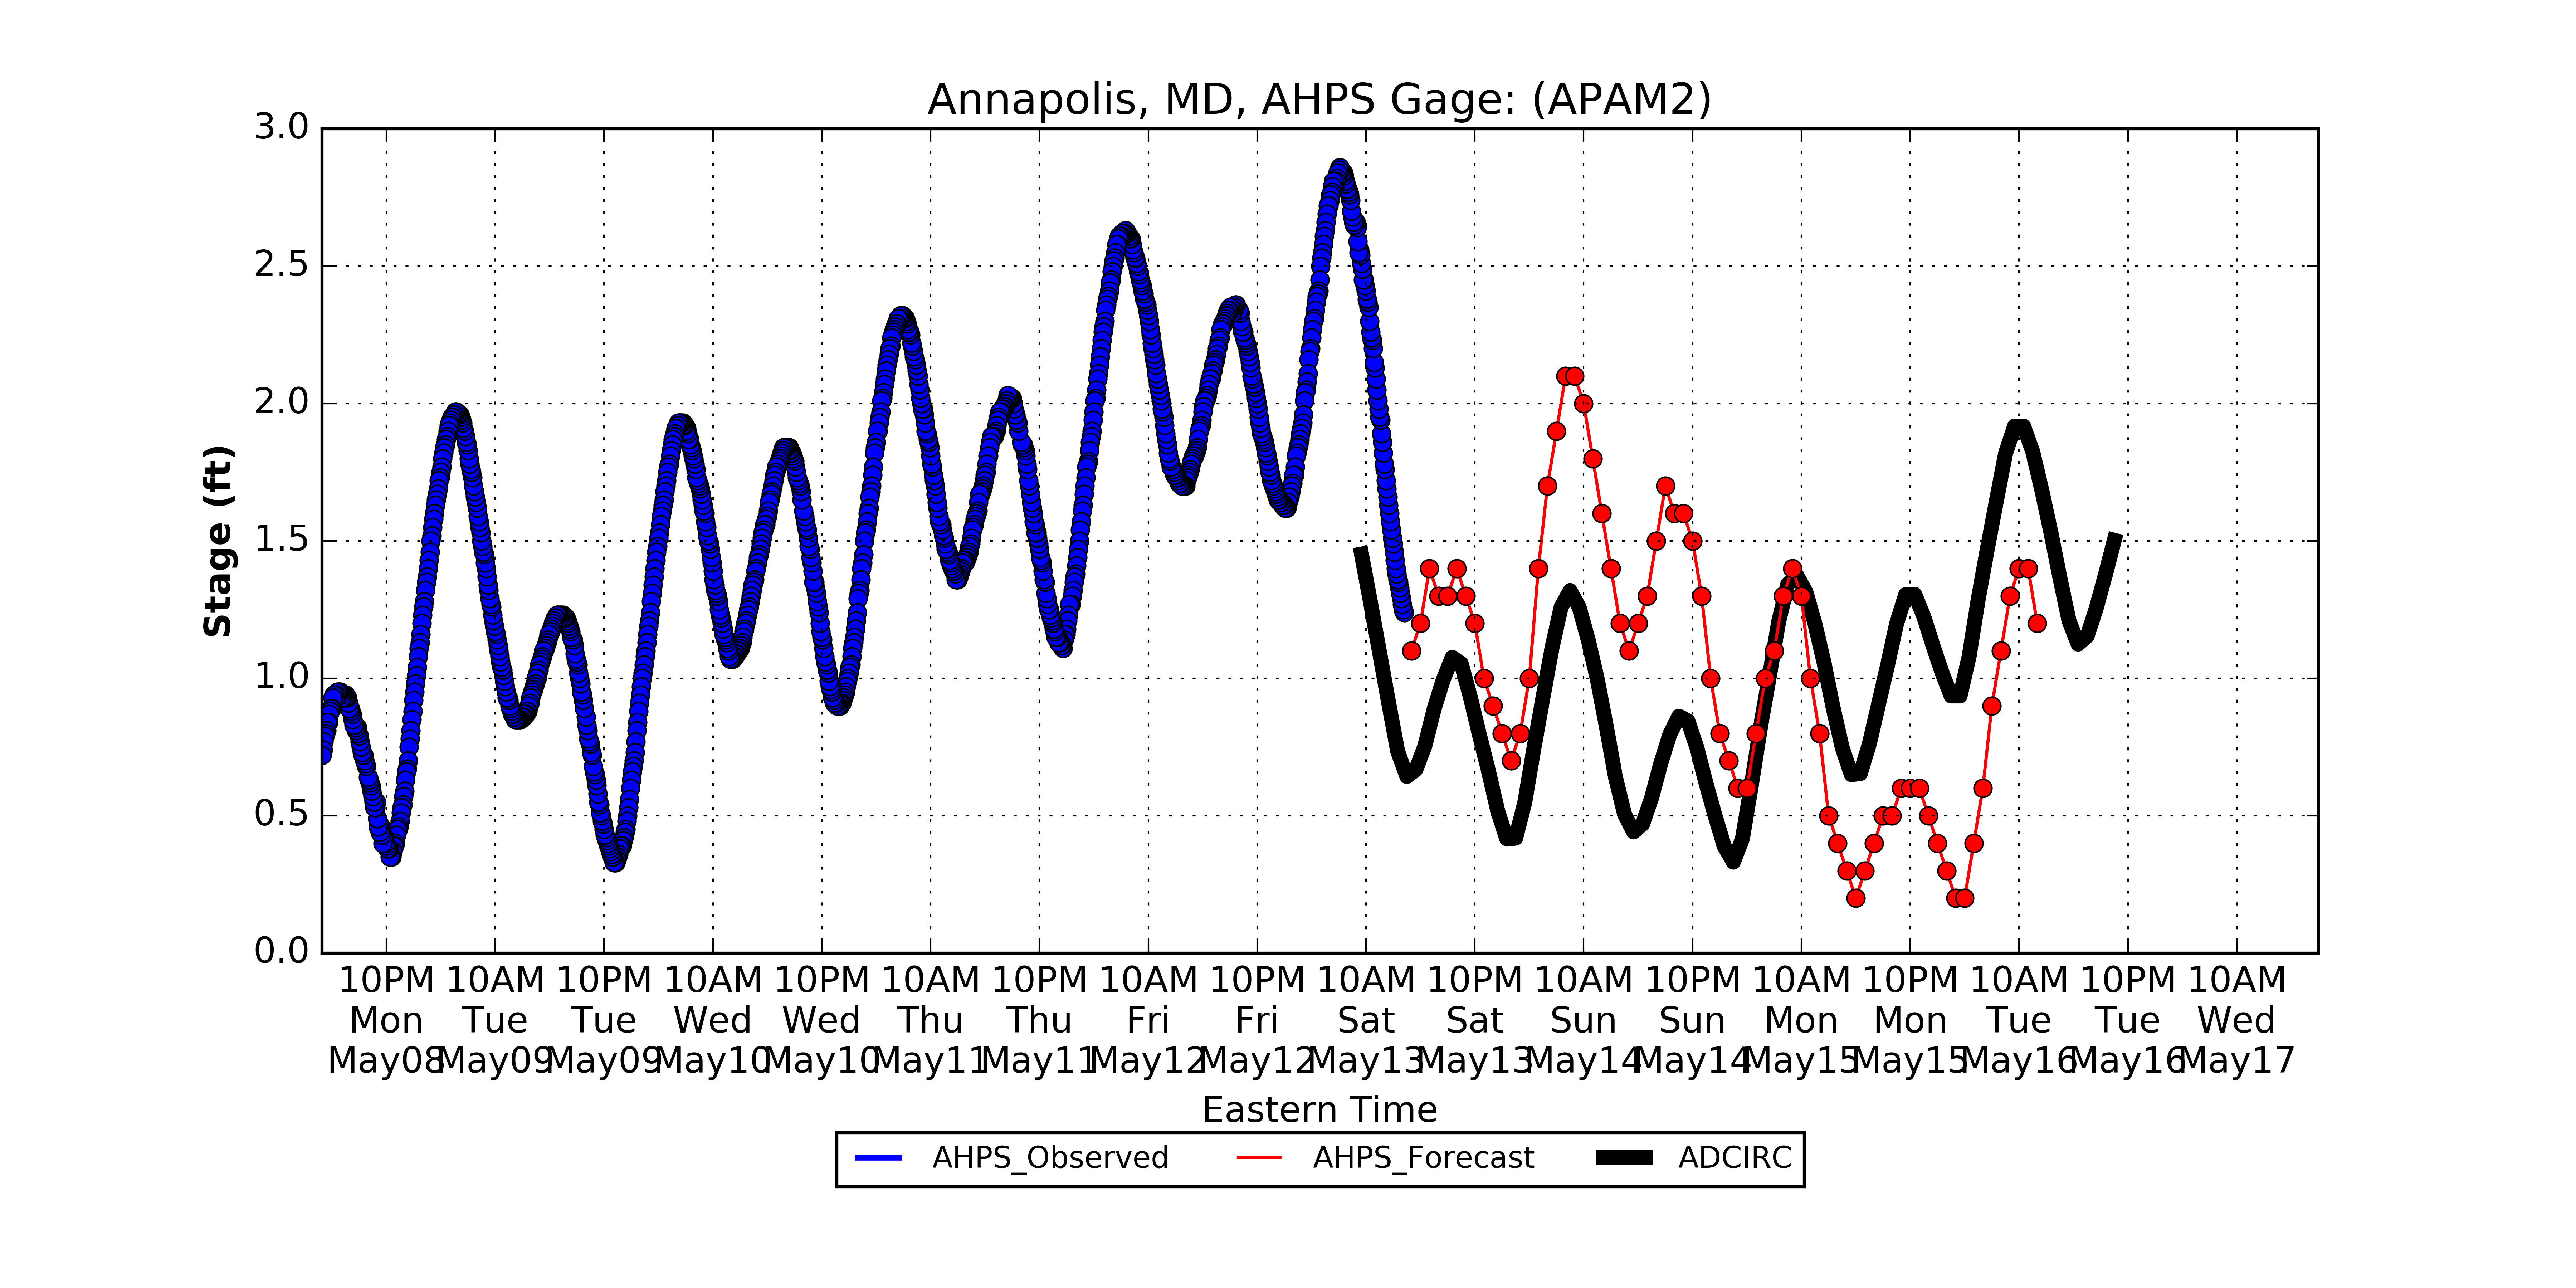 Annapolis, MD, AHPS Gage: (APAM2)
3.0
2.5
2.0
1.5
1.0
0.5
0.0
Stage (ft)
10PM 10AM 10PM 10AM 10PM 10AM 10PM 10AM 10PM 10AM 10PM 10AM 10PM 10AM 10PM 10AM 10PM 10AM
Mon Tue Tue Wed Wed Thu Thu Fri Fri Sat Sat Sun Sun Mon Mon Tue Tue Wed
May08 May09 May09 May10 May10 May11 May11 May12 May12 May13 May13 May14 May14 May15 May15 May16 May16 May17
Eastern Time
AHPS_Observed AHPS_Forecast ADCIRC